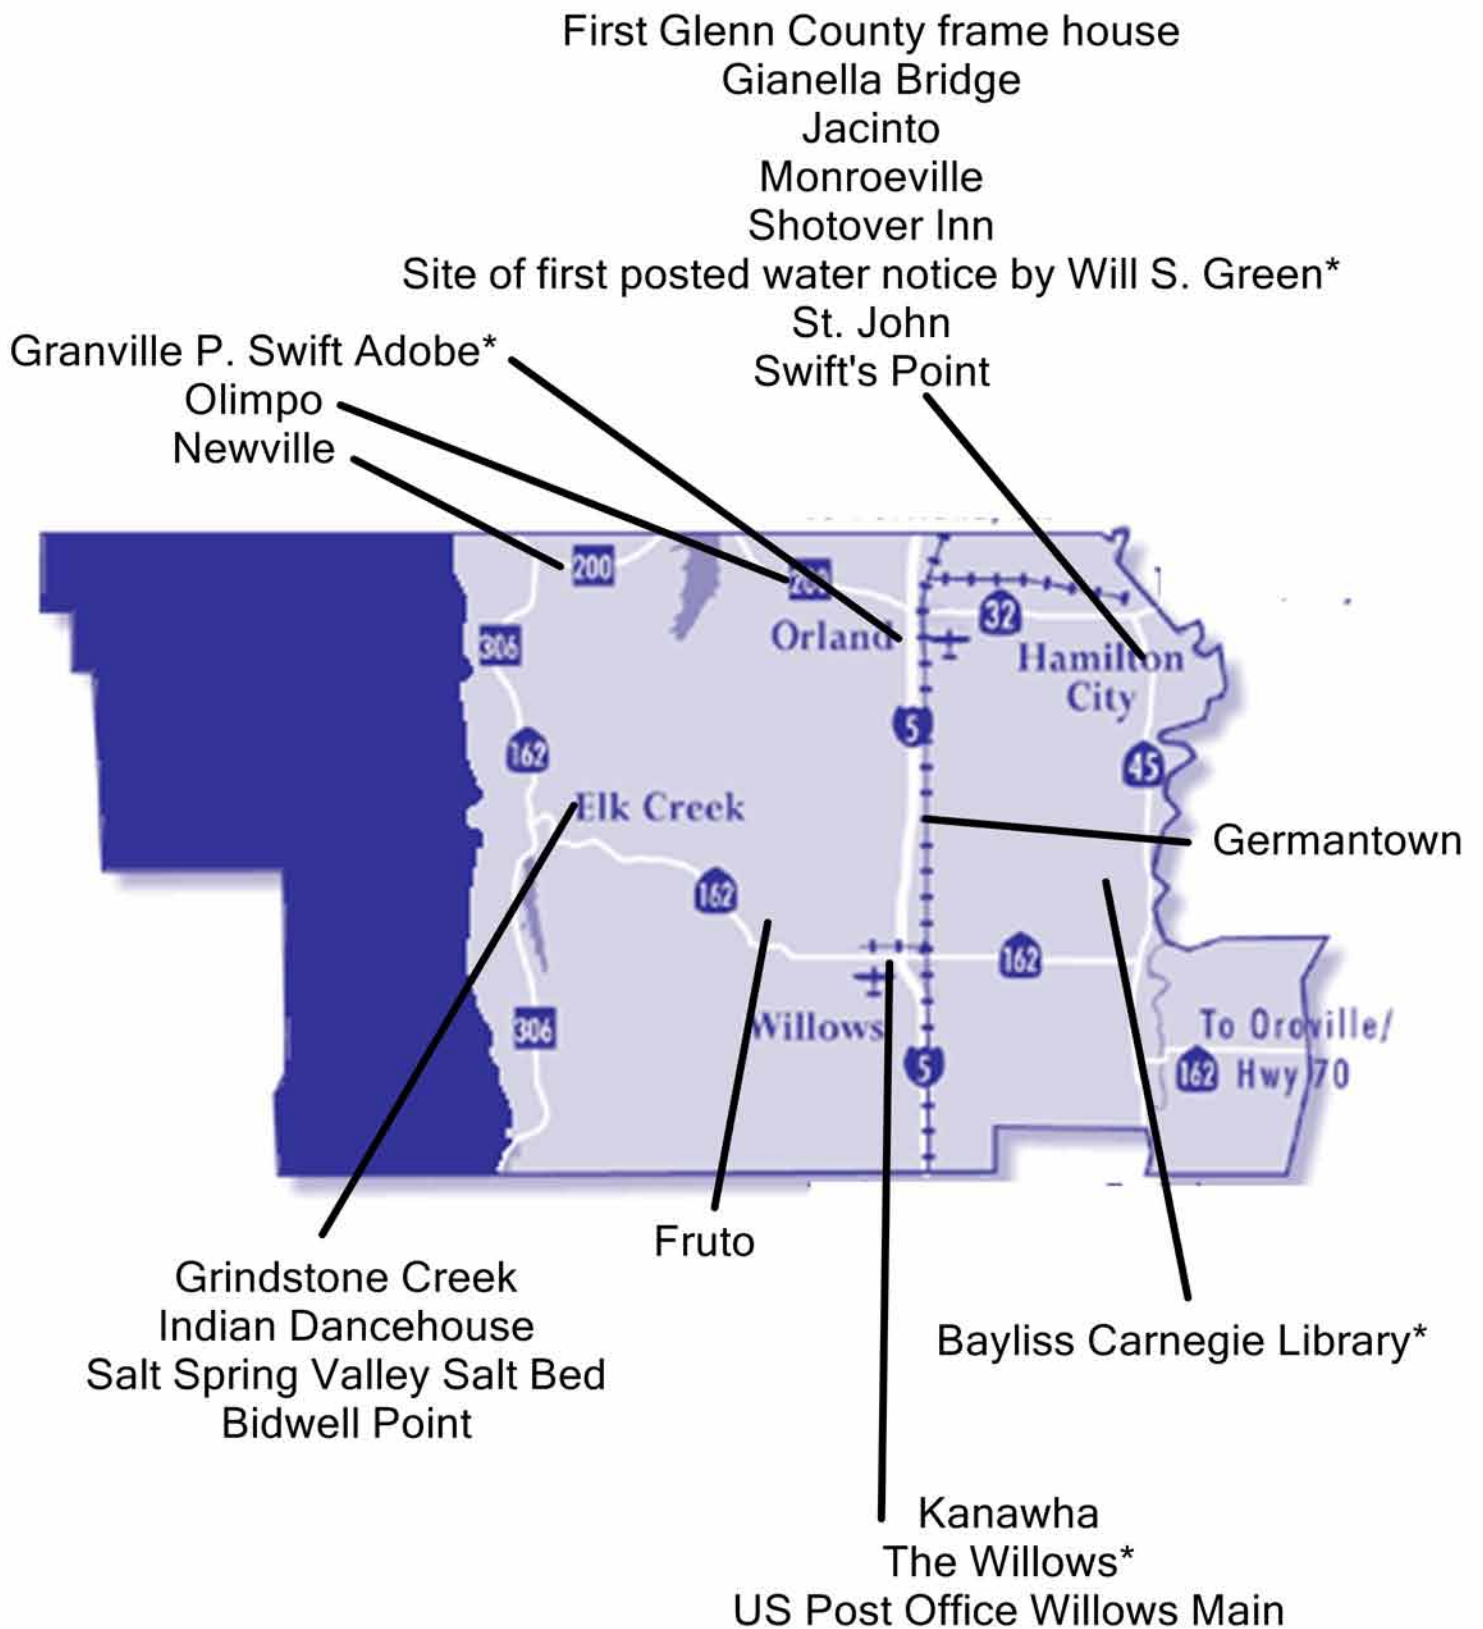 First Glenn County frame house
Gianella Bridge
Jacinto
Monroeville
Shotover Inn
Site of first posted water notice by Will S. Green*
St. John
Swift's Point
Granville P. Swift Adobe*
Olimpo
Newville
200
200
32
Orland
306
Hamilton
City
5
162
45
Elk Creek
Germantown
162
162
Willows
306
To Oroville/
5
162 Hwy 70
Fruto
Grindstone Creek
Indian Dancehouse
Salt Spring Valley Salt Bed
Bidwell Point
Bayliss Carnegie Library*
Kanawha
The Willows*
US Post Office Willows Main